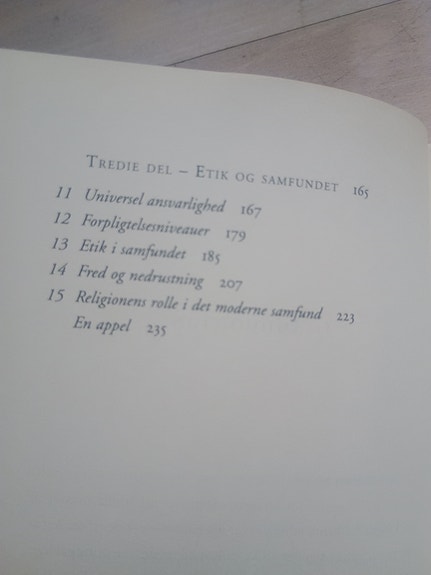 TREDIE DEL – ETIK OG SAMFUNDET 165
11 Universel ansvarlighed 167
12 Forpligtelsesniveauer 179
13 Etik i samfundet 185
14 Fred og nedrustning 207
15 Religionens rolle i det moderne samfund 223
En appel 235